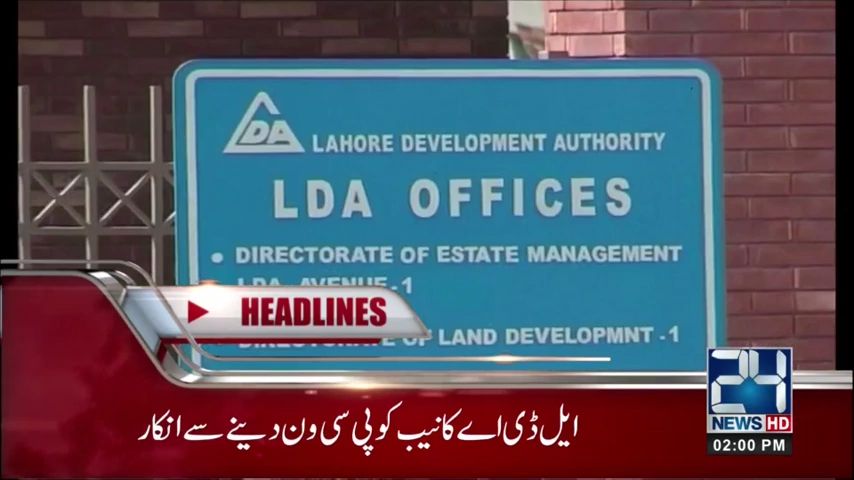 LDA LAHORE DEVELOPMENT AUTHORITY
LDA OFFICES
• DIRECTORATE OF ESTATE MANAGEMENT
LDA AVENUE-1
HEADLINES
DIRECTORATE OF LAND DEVELOPMNT -1
ایل ڈی اے کا نیب کو پی سی ون دینے سے انکار
24
NEWS HD
02:00 PM